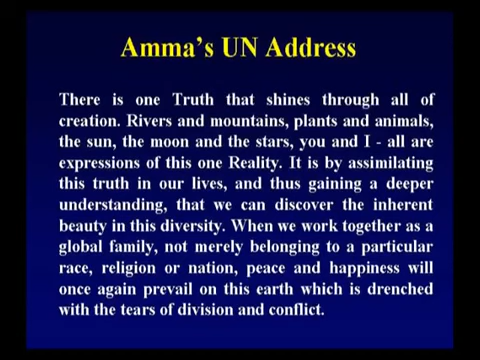 Amma's UN Address
There is one Truth that shines through all of
creation. Rivers and mountains, plants and animals,
the sun, the moon and the stars, you and I - all are
expressions of this one Reality. It is by assimilating
this truth in our lives, and thus gaining a deeper
understanding, that we can discover the inherent
beauty in this diversity. When we work together as a
global family, not merely belonging to a particular
race, religion or nation, peace and happiness will
once again prevail on this earth which is drenched
with the tears of division and conflict.